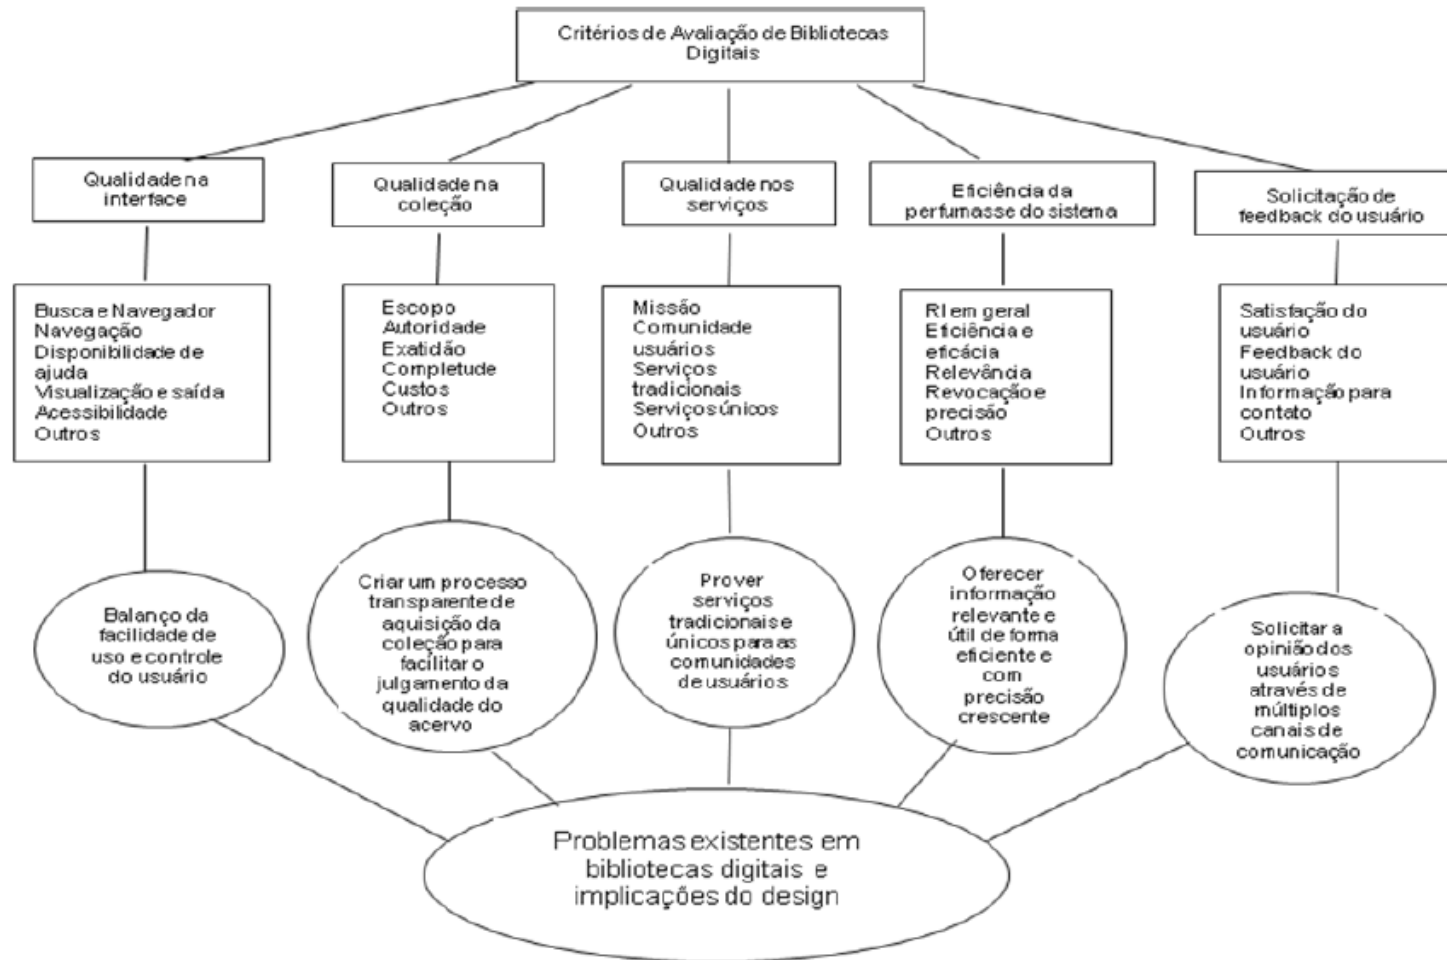 Critérios de Avaliação de Bibliotecas
Digitais
Qualidade na
interface
Qualidade na
coleção
Qualidade nos
serviços
Eficiência da
perfumasse do sistema
Solicitação de
feedback do usuário
Busca e Navegador
Navegação
Disponibilidade de
ajuda
Visualização e saída
Acessibilidade
Outros
Escopo
Autoridade
Exatidão
Completude
Custos
Outros
Missão
Comunidade
usuários
Serviços
tradicionais
Serviços únicos
Outros
RI em geral
Eficiência e
eficácia
Relevância
Revocação e
precisão
Outros
Satisfação do
usuário
Feedback do
usuário
Informação para
contato
Outros
Balanço da
facilidade de
uso e controle
do usuário
Criar um processo
transparente de
aquisição da
coleção para
facilitar o
julgamento da
qualidade do
acervo
Prover
serviços
tradicionais e
únicos para as
comunidades
de usuários
Oferecer
informação
relevante e
útil de forma
eficiente e
com
precisão
crescente
Solicitar a
opinião dos
usuários
através de
múltiplos
canais de
comunicação
Problemas existentes em
bibliotecas digitais e
implicações do design